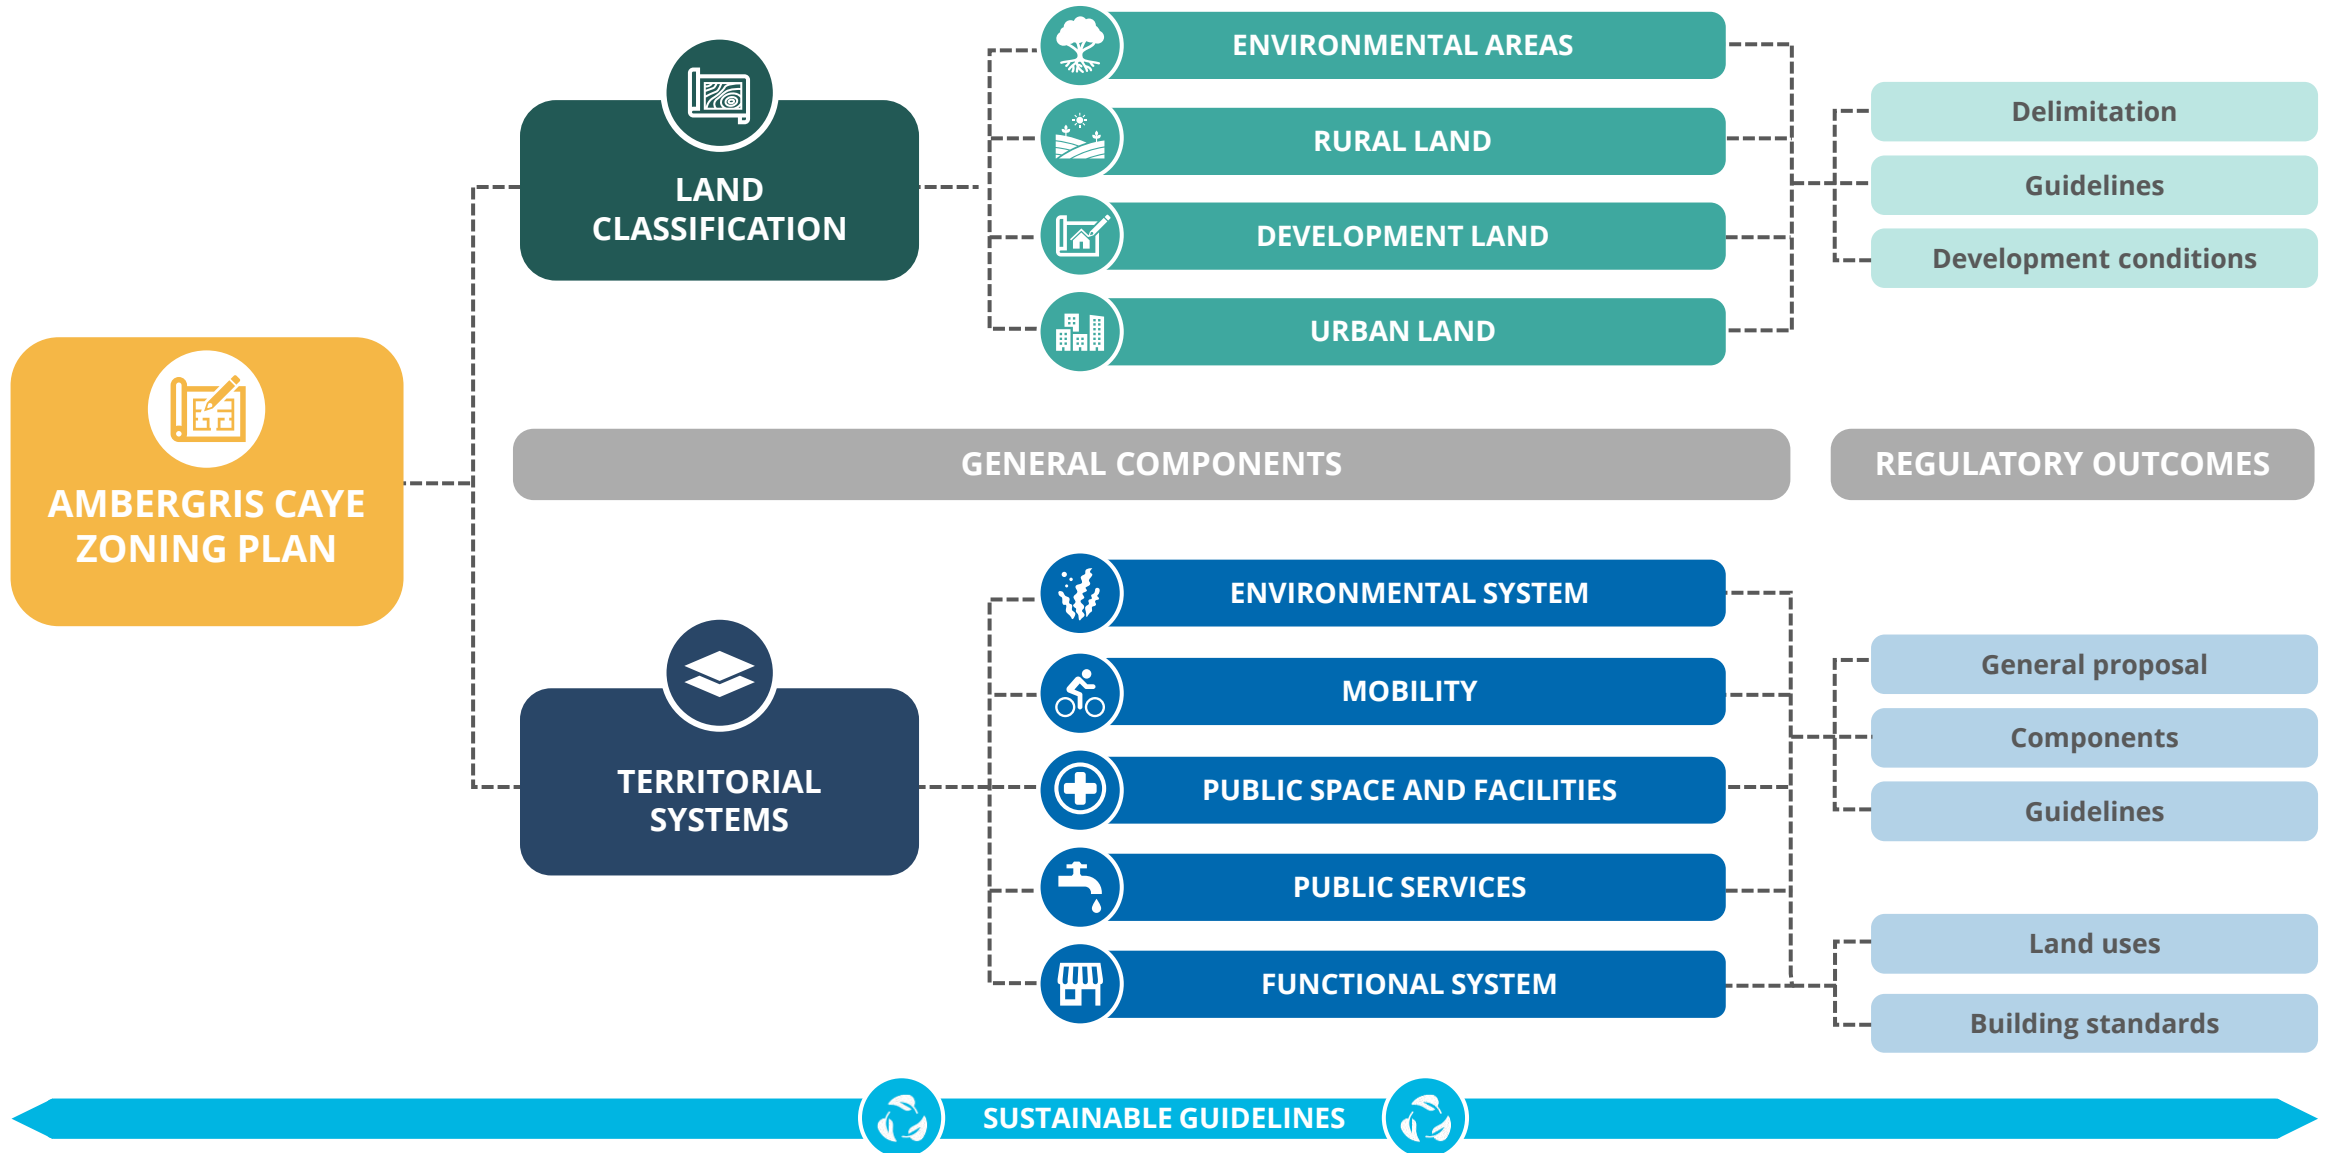 AMBERGRIS CAYE
ZONING PLAN
LAND
CLASSIFICATION
ENVIRONMENTAL AREAS
RURAL LAND
DEVELOPMENT LAND
URBAN LAND
Delimitation
Guidelines
Development conditions
GENERAL COMPONENTS
REGULATORY OUTCOMES
TERRITORIAL
SYSTEMS
ENVIRONMENTAL SYSTEM
MOBILITY
PUBLIC SPACE AND FACILITIES
PUBLIC SERVICES
FUNCTIONAL SYSTEM
General proposal
Components
Guidelines
Land uses
Building standards
SUSTAINABLE GUIDELINES